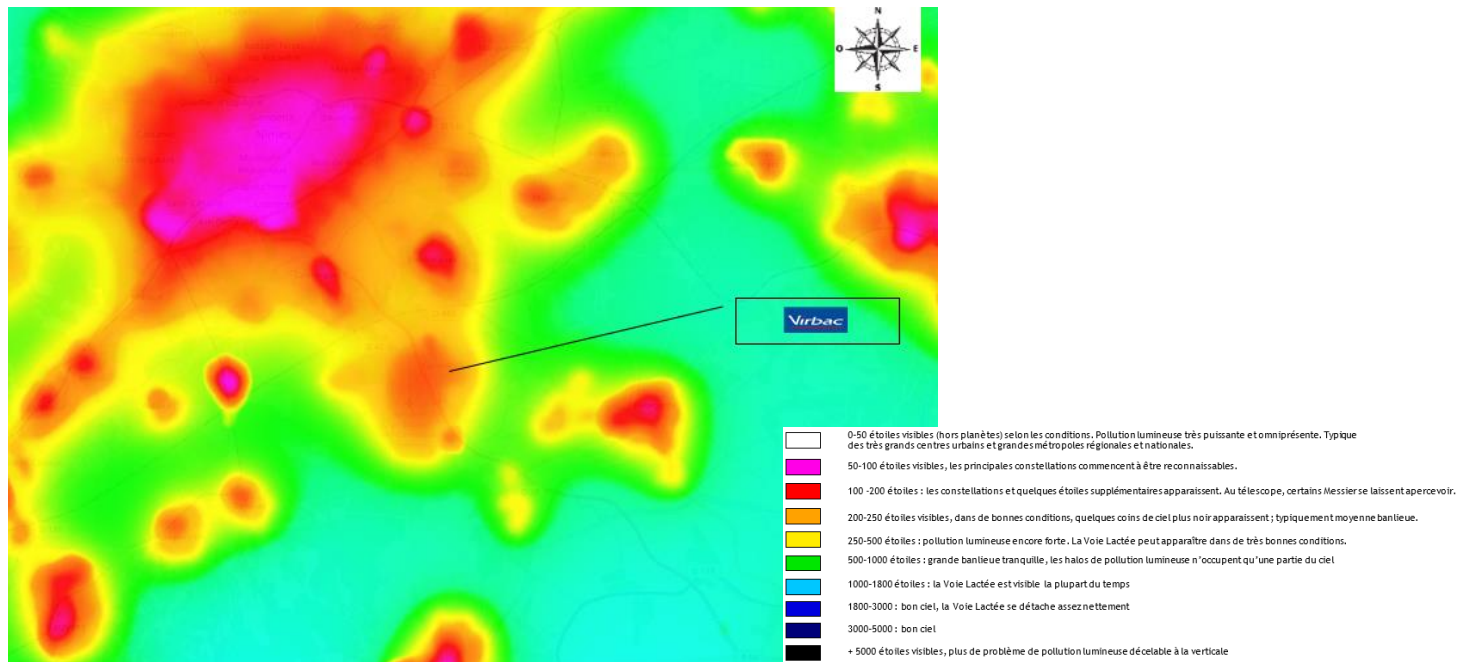 N
O
E
S
Nîmes
Virbac
0-50 étoiles visibles (hors planètes) selon les conditions. Pollution lumineuse très puissante et omniprésente. Typique
des très grands centres urbains et grandes métropoles régionales et nationales.
50-100 étoiles visibles, les principales constellations commencent à être reconnaissables.
100 -200 étoiles : les constellations et quelques étoiles supplémentaires apparaissent. Au télescope, certains Messier se laissent apercevoir.
200-250 étoiles visibles, dans de bonnes conditions, quelques coins de ciel plus noir apparaissent ; typiquement moyenne banlieue.
250-500 étoiles : pollution lumineuse encore forte. La Voie Lactée peut apparaître dans de très bonnes conditions.
500-1000 étoiles : grande banlieue tranquille, les halos de pollution lumineuse n'occupent qu'une partie du ciel
1000-1800 étoiles : la Voie Lactée est visible la plupart du temps
1800-3000 : bon ciel, la Voie Lactée se détache assez nettement
3000-5000 : bon ciel
+ 5000 étoiles visibles, plus de problème de pollution lumineuse décelable à la verticale